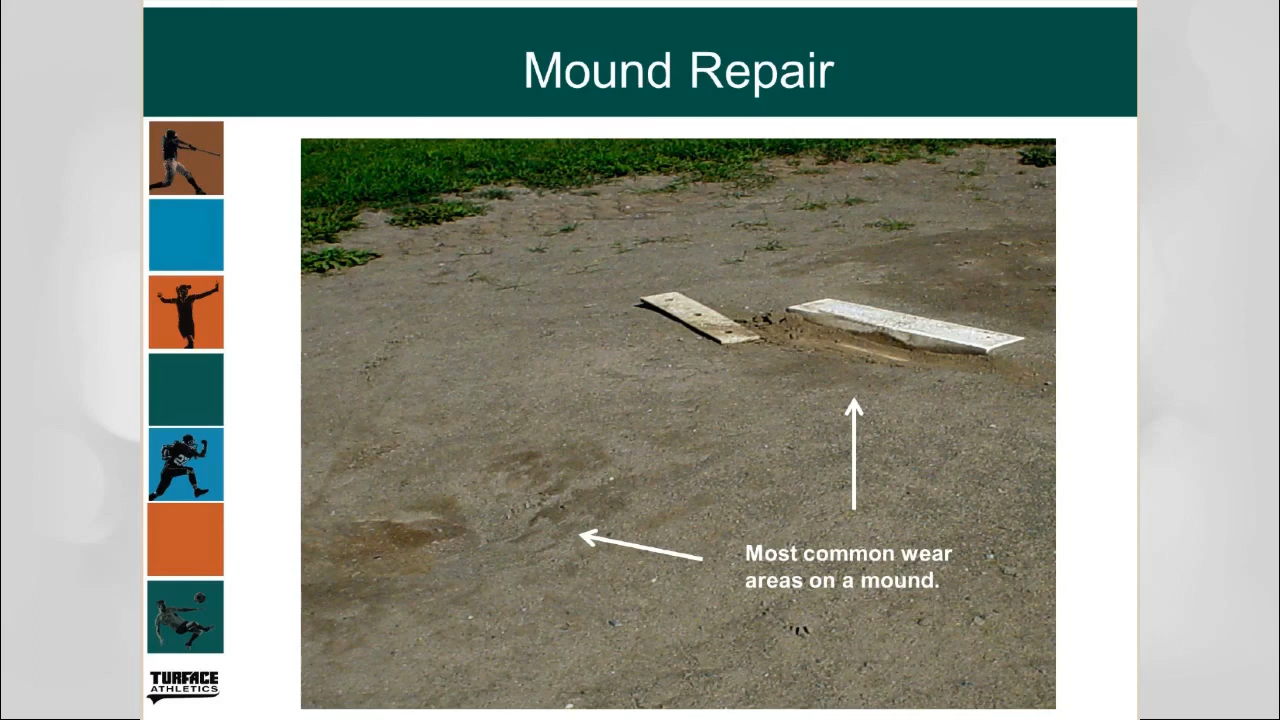 Mound Repair
Most common wear
areas on a mound.
TURFACE
ATHLETICS